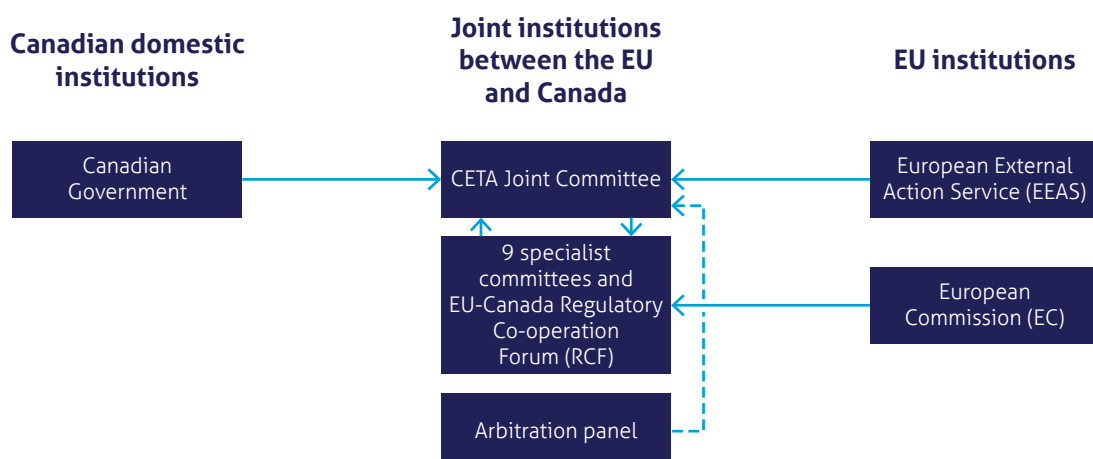 Canadian domestic
institutions
Joint institutions
between the EU
and Canada
EU institutions
Canadian
Government
CETA Joint Committee
European External
Action Service (EEAS)
9 specialist
committees and
EU-Canada Regulatory
Co-operation
Forum (RCF)
European
Commission (EC)
Arbitration panel